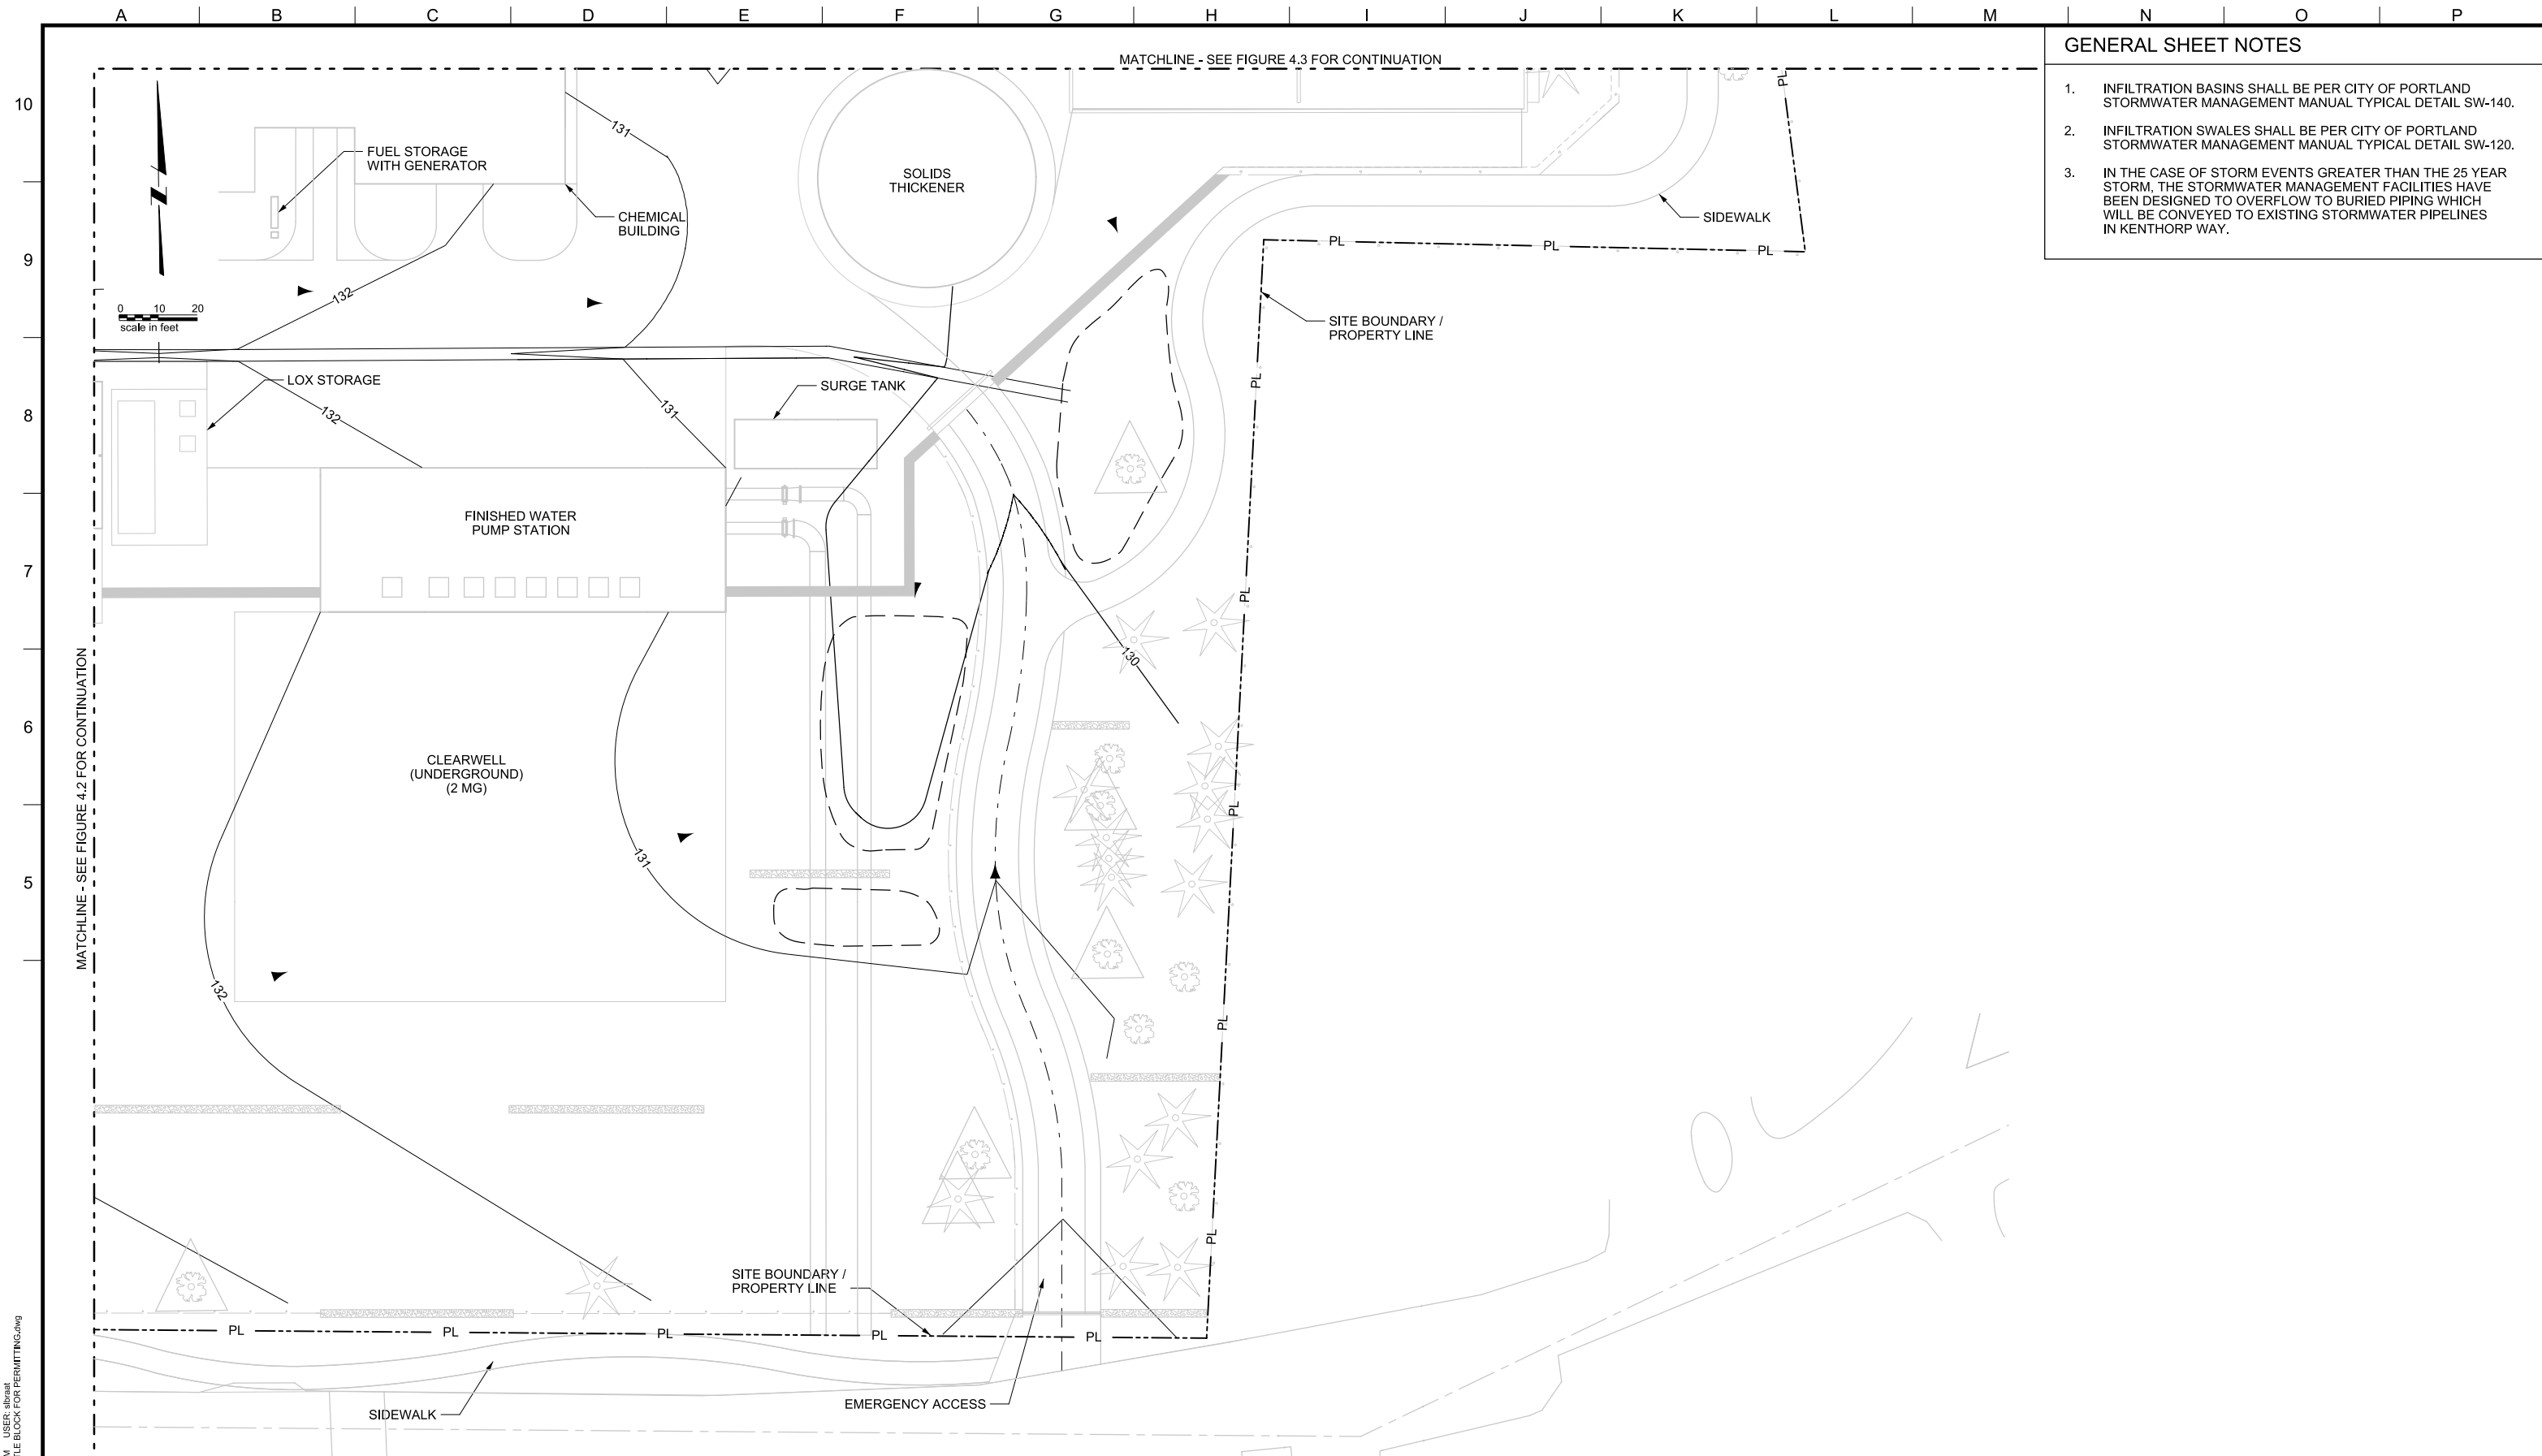 A B C D E F G H I J K L M N O P
MATCHLINE - SEE FIGURE 4.3 FOR CONTINUATION
GENERAL SHEET NOTES
1. INFILTRATION BASINS SHALL BE PER CITY OF PORTLAND
STORMWATER MANAGEMENT MANUAL TYPICAL DETAIL SW-140.
2. INFILTRATION SWALES SHALL BE PER CITY OF PORTLAND
STORMWATER MANAGEMENT MANUAL TYPICAL DETAIL SW-120.
3. IN THE CASE OF STORM EVENTS GREATER THAN THE 25 YEAR
STORM, THE STORMWATER MANAGEMENT FACILITIES HAVE
BEEN DESIGNED TO OVERFLOW TO BURIED PIPING WHICH
WILL BE CONVEYED TO EXISTING STORMWATER PIPELINES
IN KENTHORP WAY.
10
9
8
7
6
5
PL
131
FUEL STORAGE
WITH GENERATOR
SOLIDS
THICKENER
CHEMICAL
BUILDING
SIDEWALK
N
PL PL PL
132
0 10 20
scale in feet
SITE BOUNDARY /
PROPERTY LINE
LOX STORAGE
SURGE TANK
PL
132
131
FINISHED WATER
PUMP STATION
PL
130
MATCHLINE - SEE FIGURE 4.2 FOR CONTINUATION
CLEARWELL
(UNDERGROUND)
(2 MG)
PL
131
132
PL
PL
SITE BOUNDARY /
PROPERTY LINE
PL PL PL PL PL
EMERGENCY ACCESS
SIDEWALK
M USER: slbraat
TLE BLOCK FOR PERMITTING.dwg